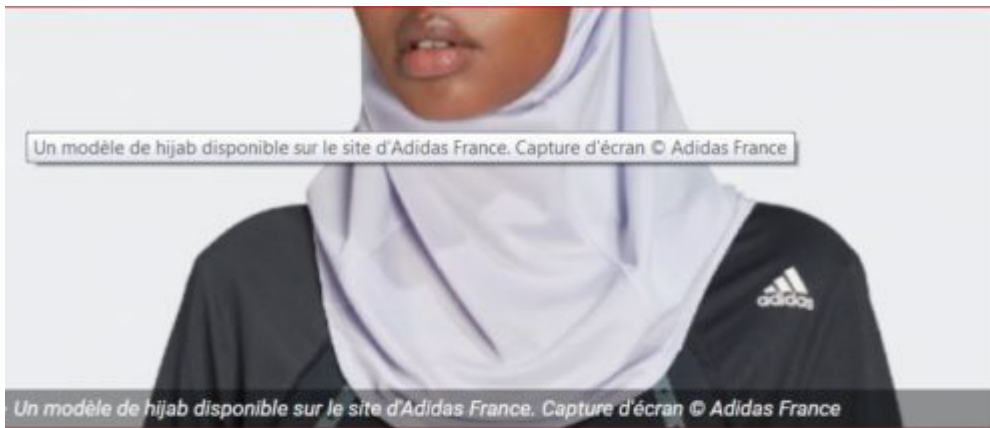 Un modèle de hijab disponible sur le site d'Adidas France. Capture d'écran © Adidas France
adidas
Un modèle de hijab disponible sur le site d'Adidas France. Capture d'écran © Adidas France